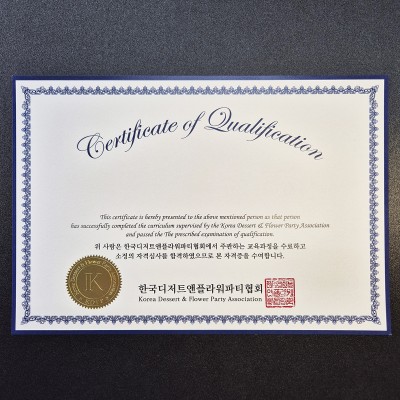 Certificate of Qualification
This certificate is hereby presented to the above mentioned person as that person
has successfully completed the curriculum supervised by the Korea Dessert & Flower Party Association
and passed the The prescribed examination of qualification.
위 사람은 한국디저트앤플라워파티협회에서 주관하는 교육과정을 수료하고
소정의 자격심사를 합격하였으므로 본 자격증을 수여합니다.
K
한국디저트앤플라워파티협회
Korea Dessert & Flower Party Association